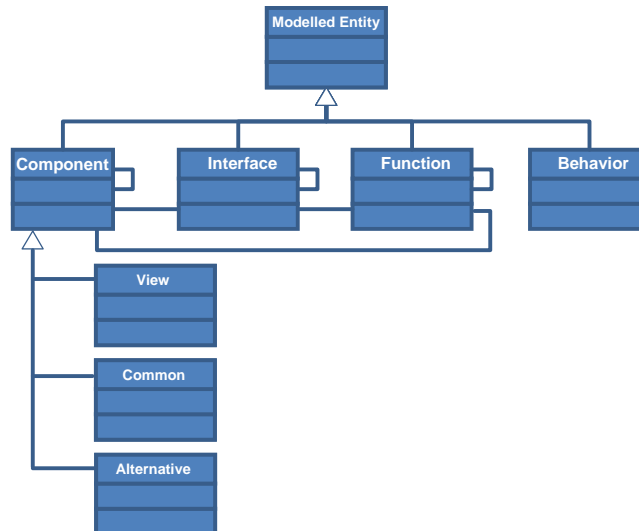 Modelled Entity
Component
Interface
Function
Behavior
View
Common
Alternative